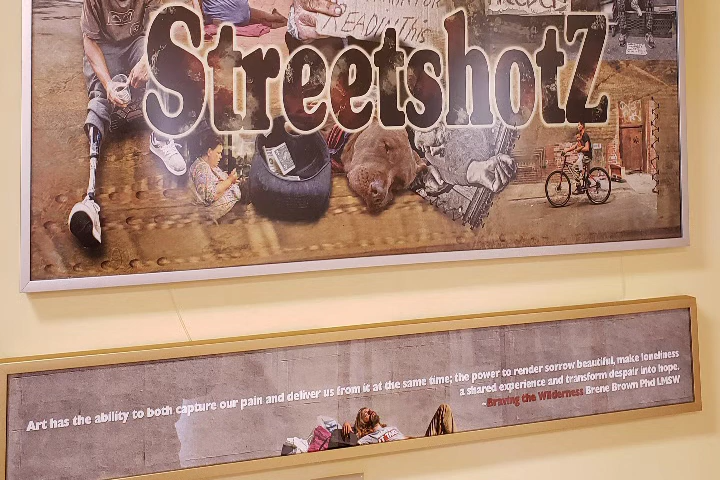 LEADIN THIS
StreetshotZ
Art has the ability to both capture our pain and deliver us from it at the same time; the power to render sorrow beautiful, make loneliness
a shared experience and transform despair into hope.
-Braving the Wilderness Brene Brown Phd LMSW